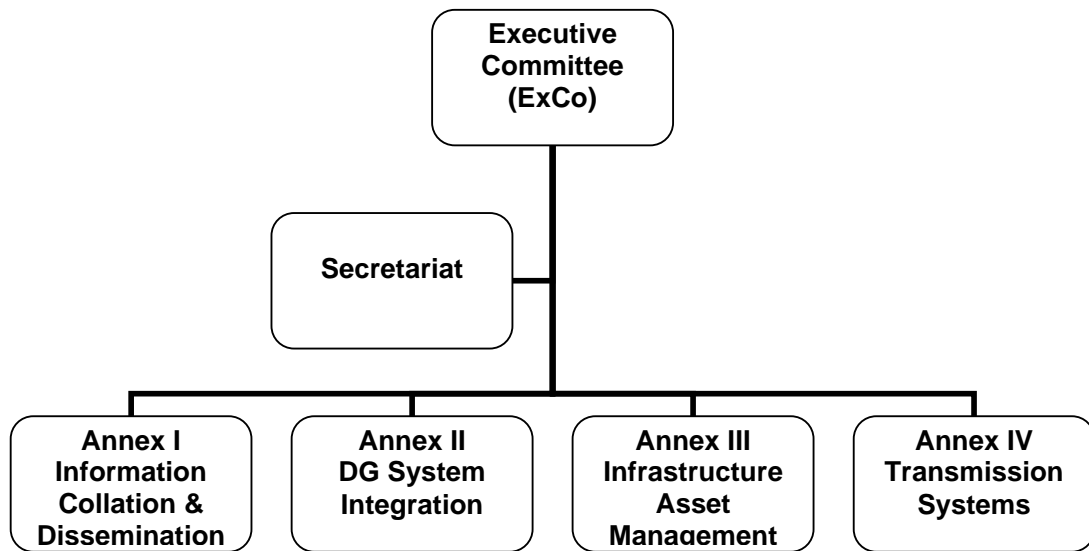 Executive
Committee
(ExCo)
Secretariat
Annex I
Information
Collation &
Dissemination
Annex II
DG System
Integration
Annex III
Infrastructure
Asset
Management
Annex IV
Transmission
Systems